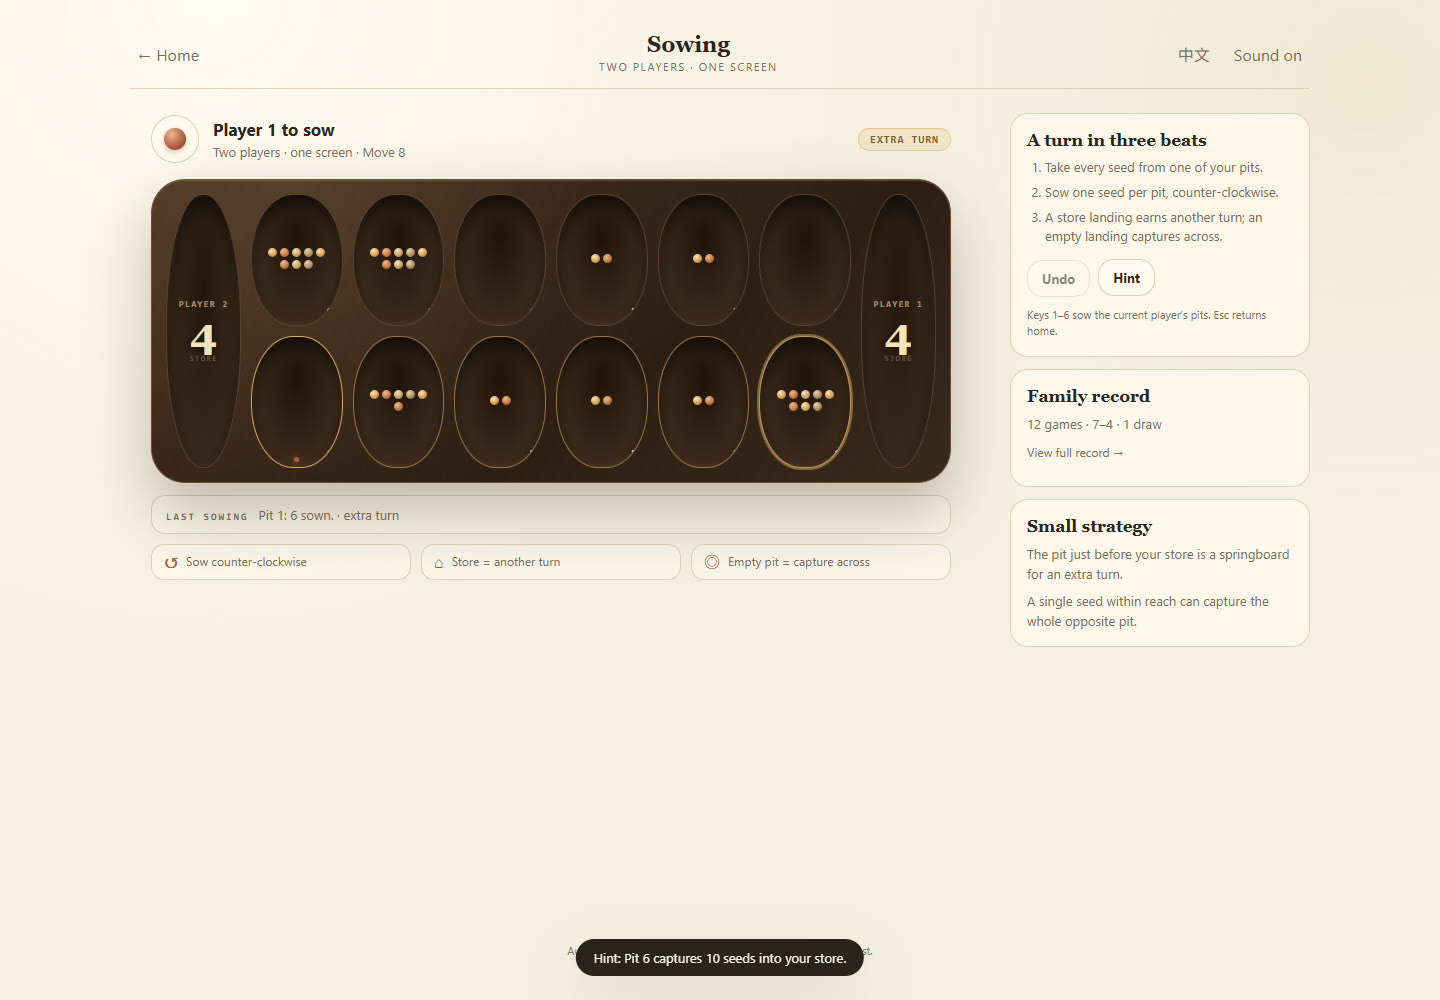 ← Home
Sowing
TWO PLAYERS · ONE SCREEN
中文
Sound on
Player 1 to sow
Two players · one screen · Move 8
EXTRA TURN
PLAYER 2
4
STORE
PLAYER 1
4
STORE
LAST SOWING Pit 1: 6 sown. · extra turn
↺ Sow counter-clockwise
⌂ Store = another turn
◎ Empty pit = capture across
A turn in three beats
1. Take every seed from one of your pits.
2. Sow one seed per pit, counter-clockwise.
3. A store landing earns another turn; an
empty landing captures across.
Undo
Hint
Keys 1–6 sow the current player's pits. Esc returns
home.
Family record
12 games · 7–4 · 1 draw
View full record →
Small strategy
The pit just before your store is a springboard
for an extra turn.
A single seed within reach can capture the
whole opposite pit.
Hint: Pit 6 captures 10 seeds into your store.